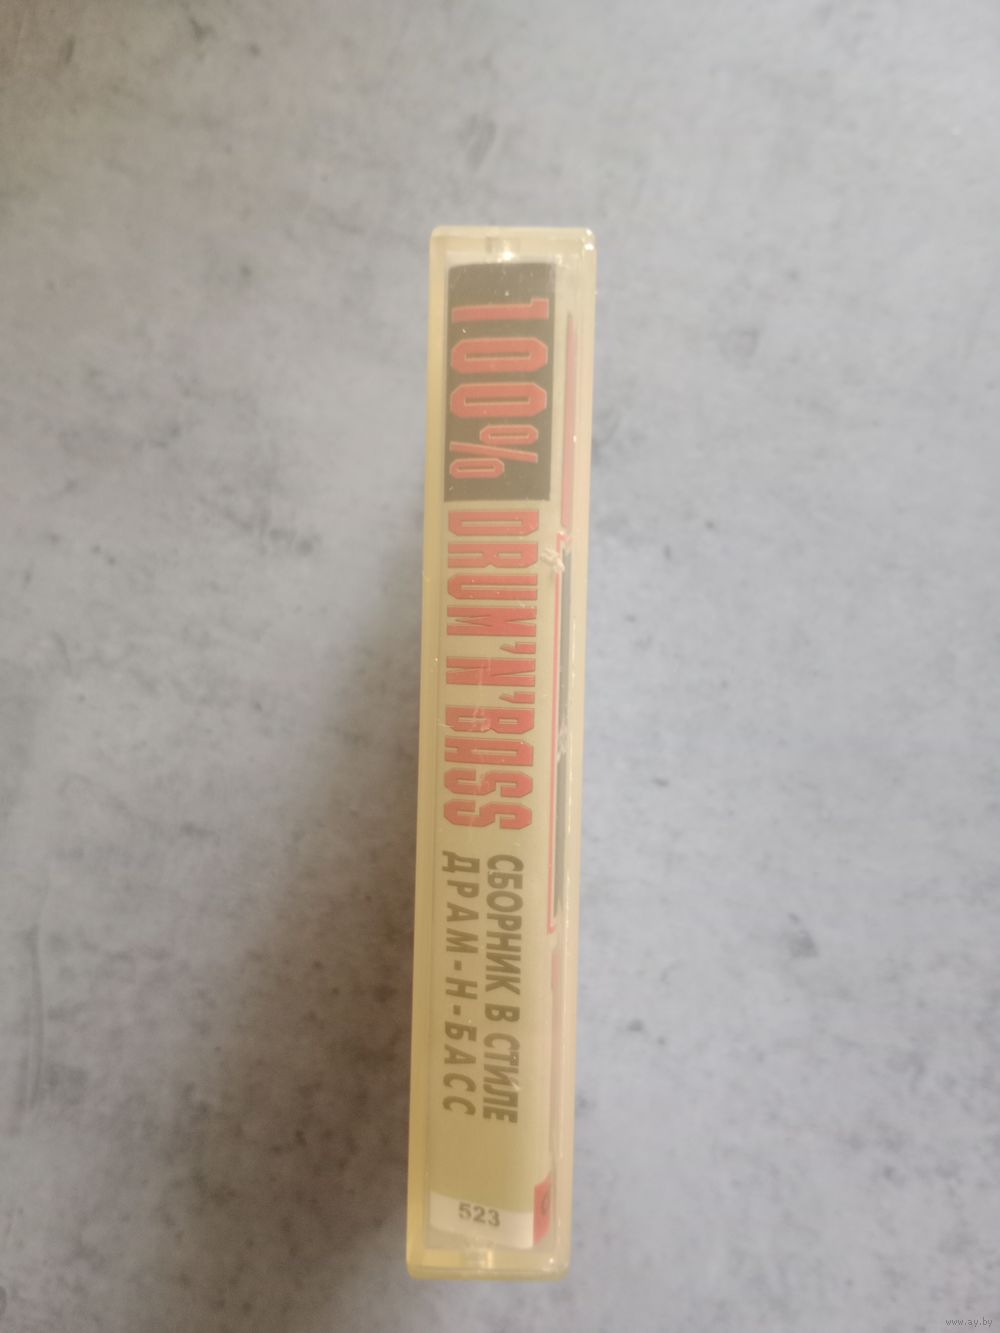 100% DRUM'N'BASS
СБОРНИК В СТИЛЕ
ДРАМ-Н-БАСС
523
www.ay.by